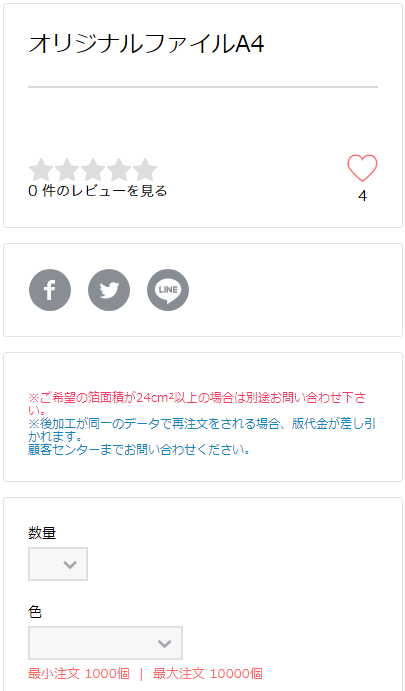 オリジナルファイルA4
0 件のレビューを見る
4
LINE
※ご希望の箔面積が24cm²以上の場合は別途お問い合わせ下さ
い。
※後加工が同一のデータで再注文をされる場合、版代金が差し引
かれます。
顧客センターまでお問い合わせください。
数量
色
最小注文 1000個 | 最大注文 10000個